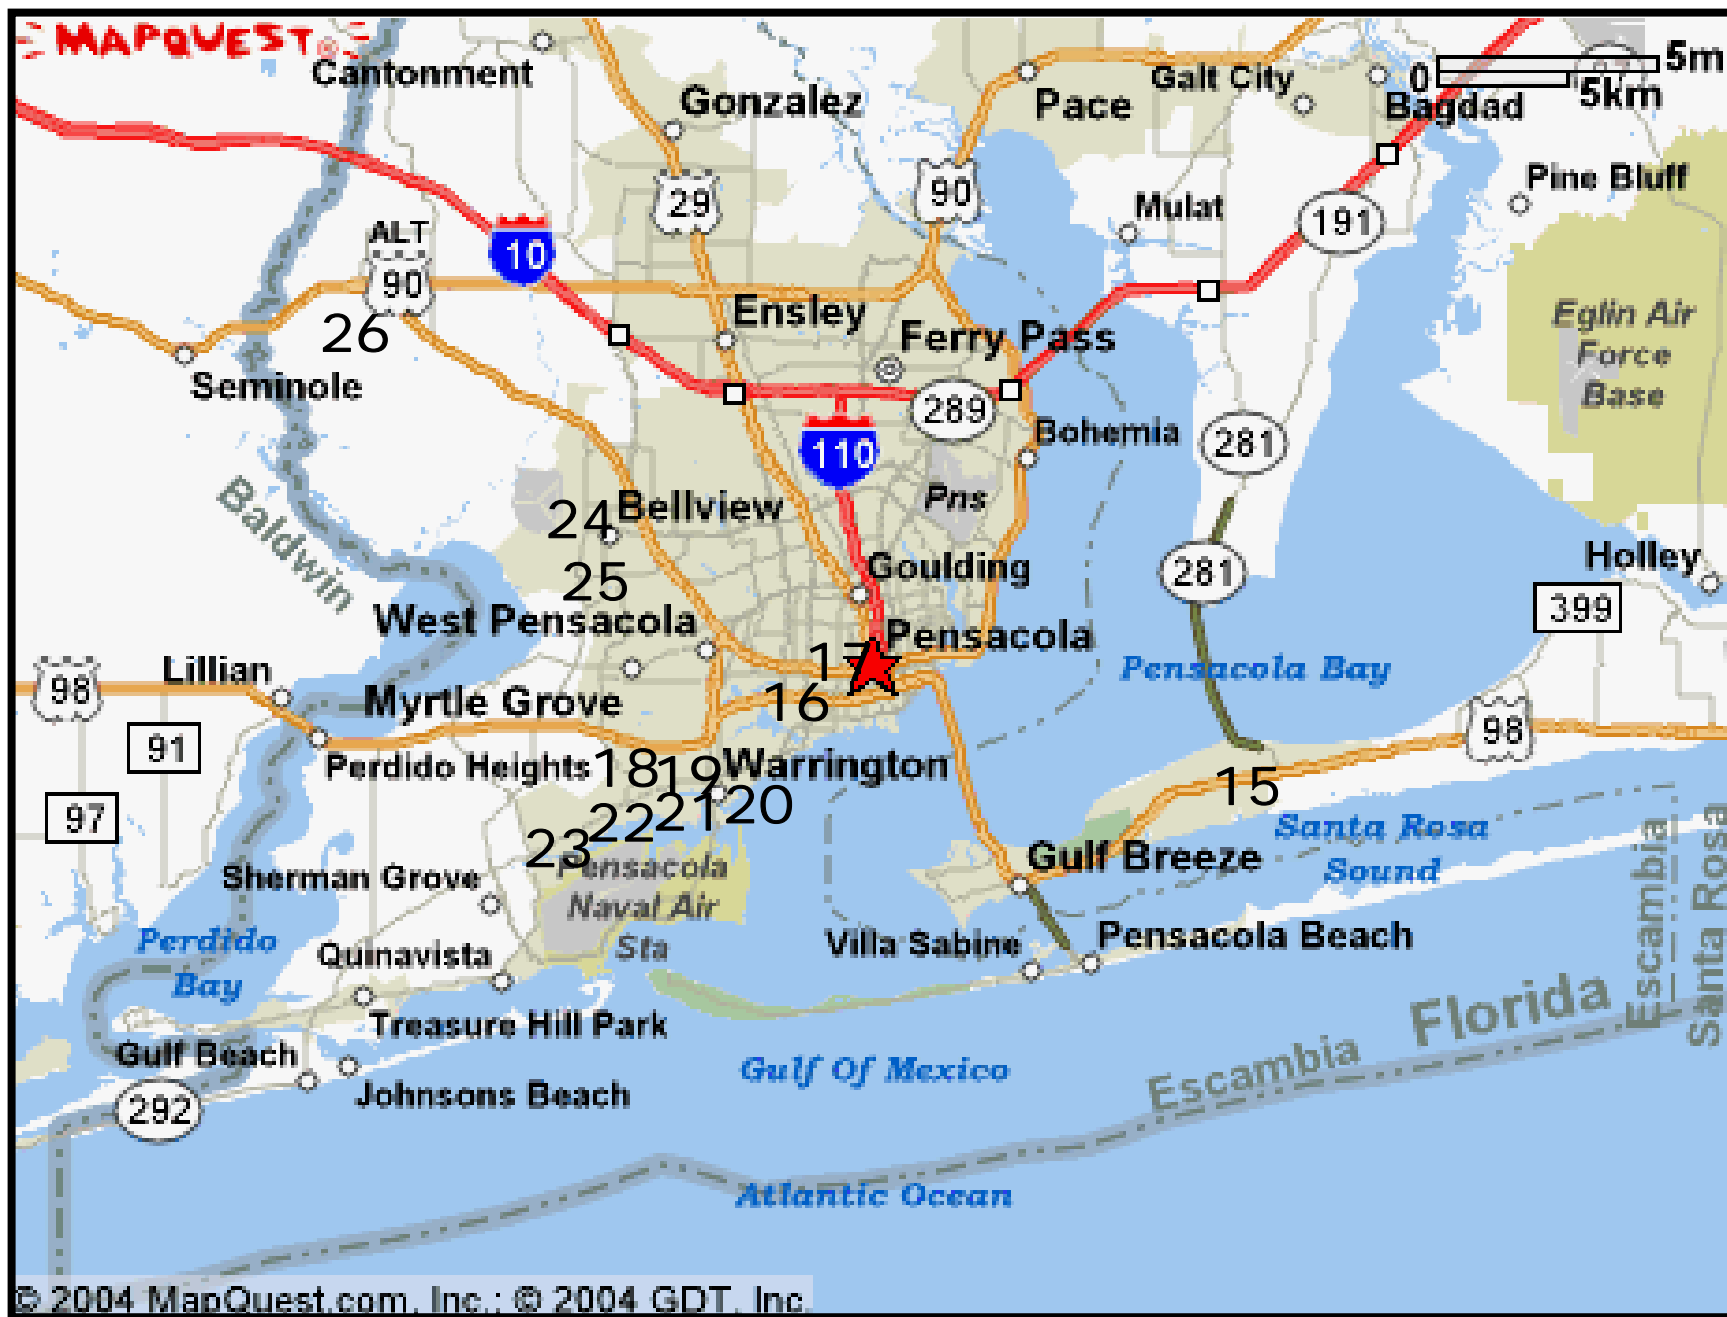 MAPQUEST®
Cantonment
Gonzalez
Pace
Galt City
0
5m
5km
Bagdad
Pine Bluff
29
90
Mulat
191
ALT
90
10
26
Seminole
Ensley
Ferry Pass
289
Eglin Air
Force
Base
110
Bohemia
281
Baldwin
24
Bellview
Pns
25
Goulding
281
Holley
399
West Pensacola
17
Pensacola
Pensacola Bay
Lillian
98
Myrtle Grove
16
91
Perdido Heights
18
19
Warrington
98
15
97
22
21
20
23
Santa Rosa
Sound
Pensacola
Naval Air
Sta
Gulf Breeze
Sherman Grove
Perdido
Bay
Quinavista
Villa Sabine
Pensacola Beach
Escambia
Santa Rosa
Treasure Hill Park
Gulf Beach
Johnsons Beach
292
Gulf Of Mexico
Escambia
Florida
Atlantic Ocean
© 2004 MapQuest.com, Inc.; © 2004 GDT, Inc.